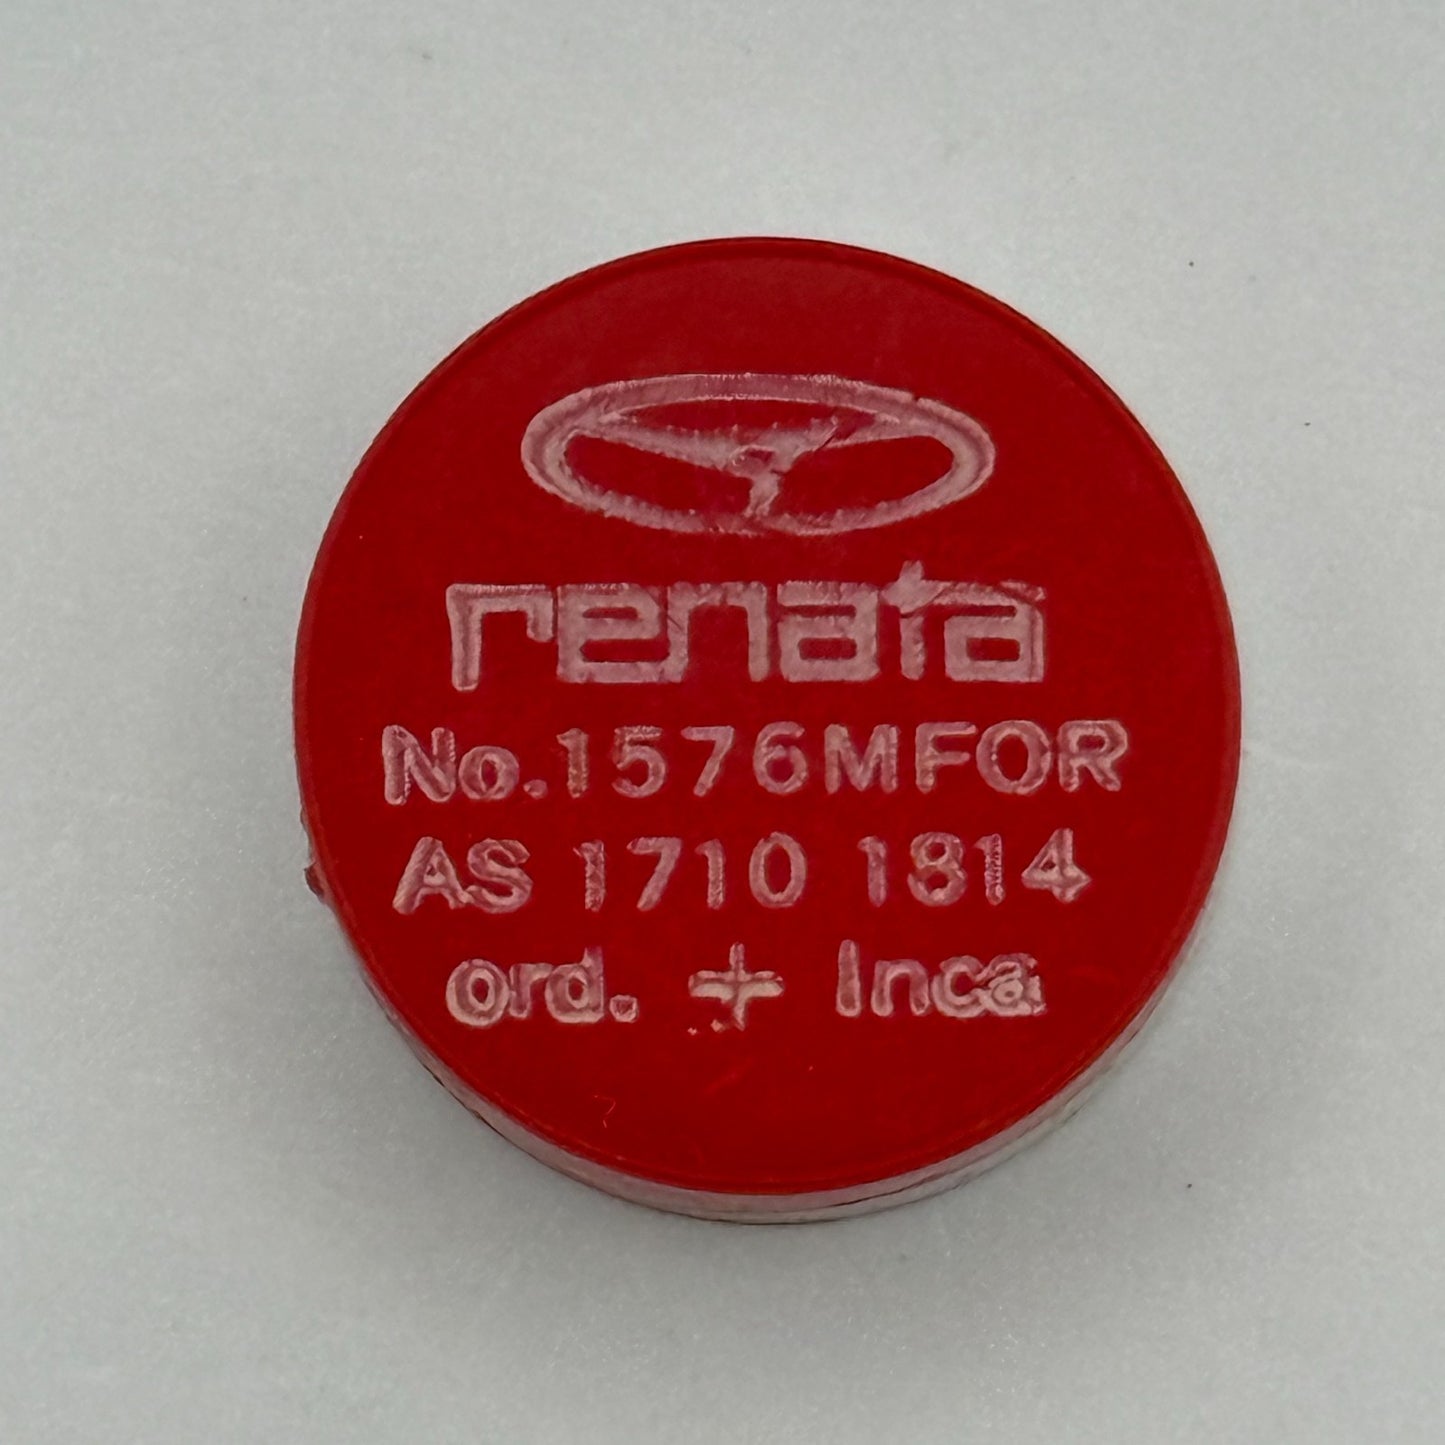 renata
No.1576MFOR
AS 1710 1814
ord. + Inca